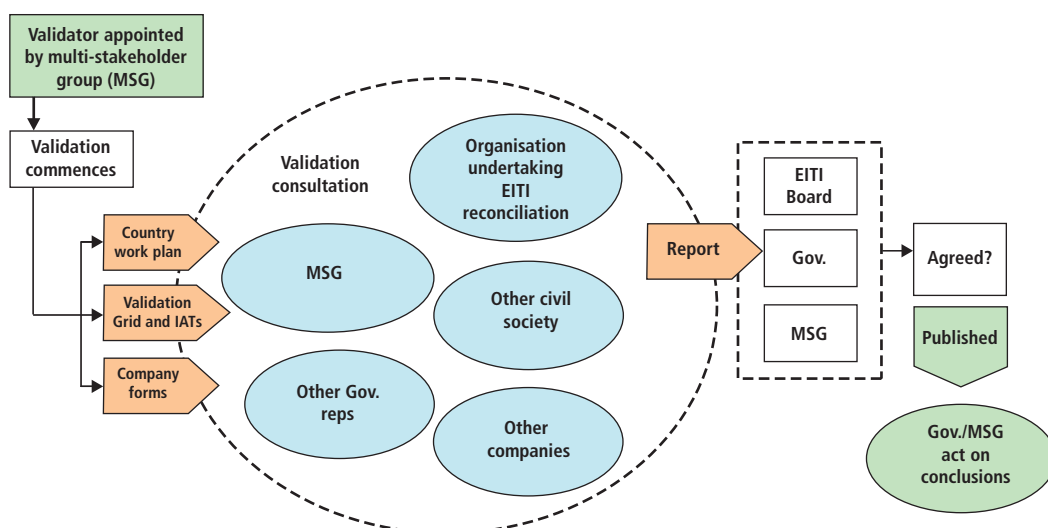 Validator appointed
by multi-stakeholder
group (MSG)
Validation
commences
Country
work plan
Validation
Grid and IATs
Company
forms
Validation
consultation
Organisation
undertaking
EITI
reconciliation
MSG
Other civil
society
Other Gov.
reps
Other
companies
Report
EITI
Board
Gov.
MSG
Agreed?
Published
Gov./MSG
act on
conclusions